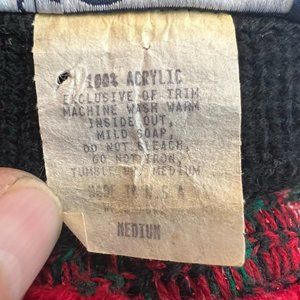 100% ACRYLIC
EXCLUSIVE OF TRIM
MACHINE WASH WARM
INSIDE OUT,
MILD SOAP,
DO NOT BLEACH,
DO NOT IRON,
TUMBLE DRY MEDIUM
MADE IN U S A
MEDIUM